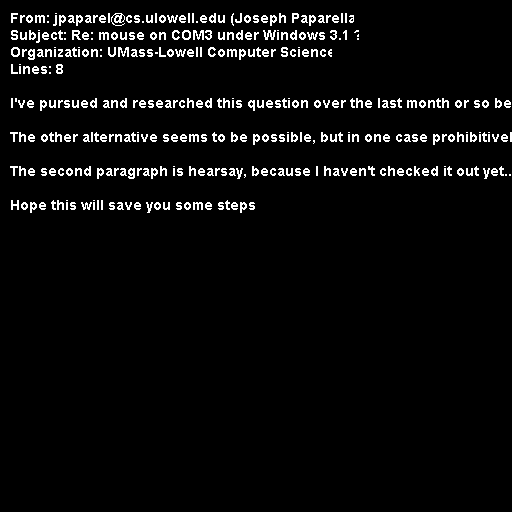 From: jpaparel@cs.ulowell.edu (Joseph Paparella
Subject: Re: mouse on COM3 under Windows 3.1 ?
Organization: UMass-Lowell Computer Science
Lines: 8
I've pursued and researched this question over the last month or so be
The other alternative seems to be possible, but in one case prohibitivel
The second paragraph is hearsay, because I haven't checked it out yet..
Hope this will save you some steps